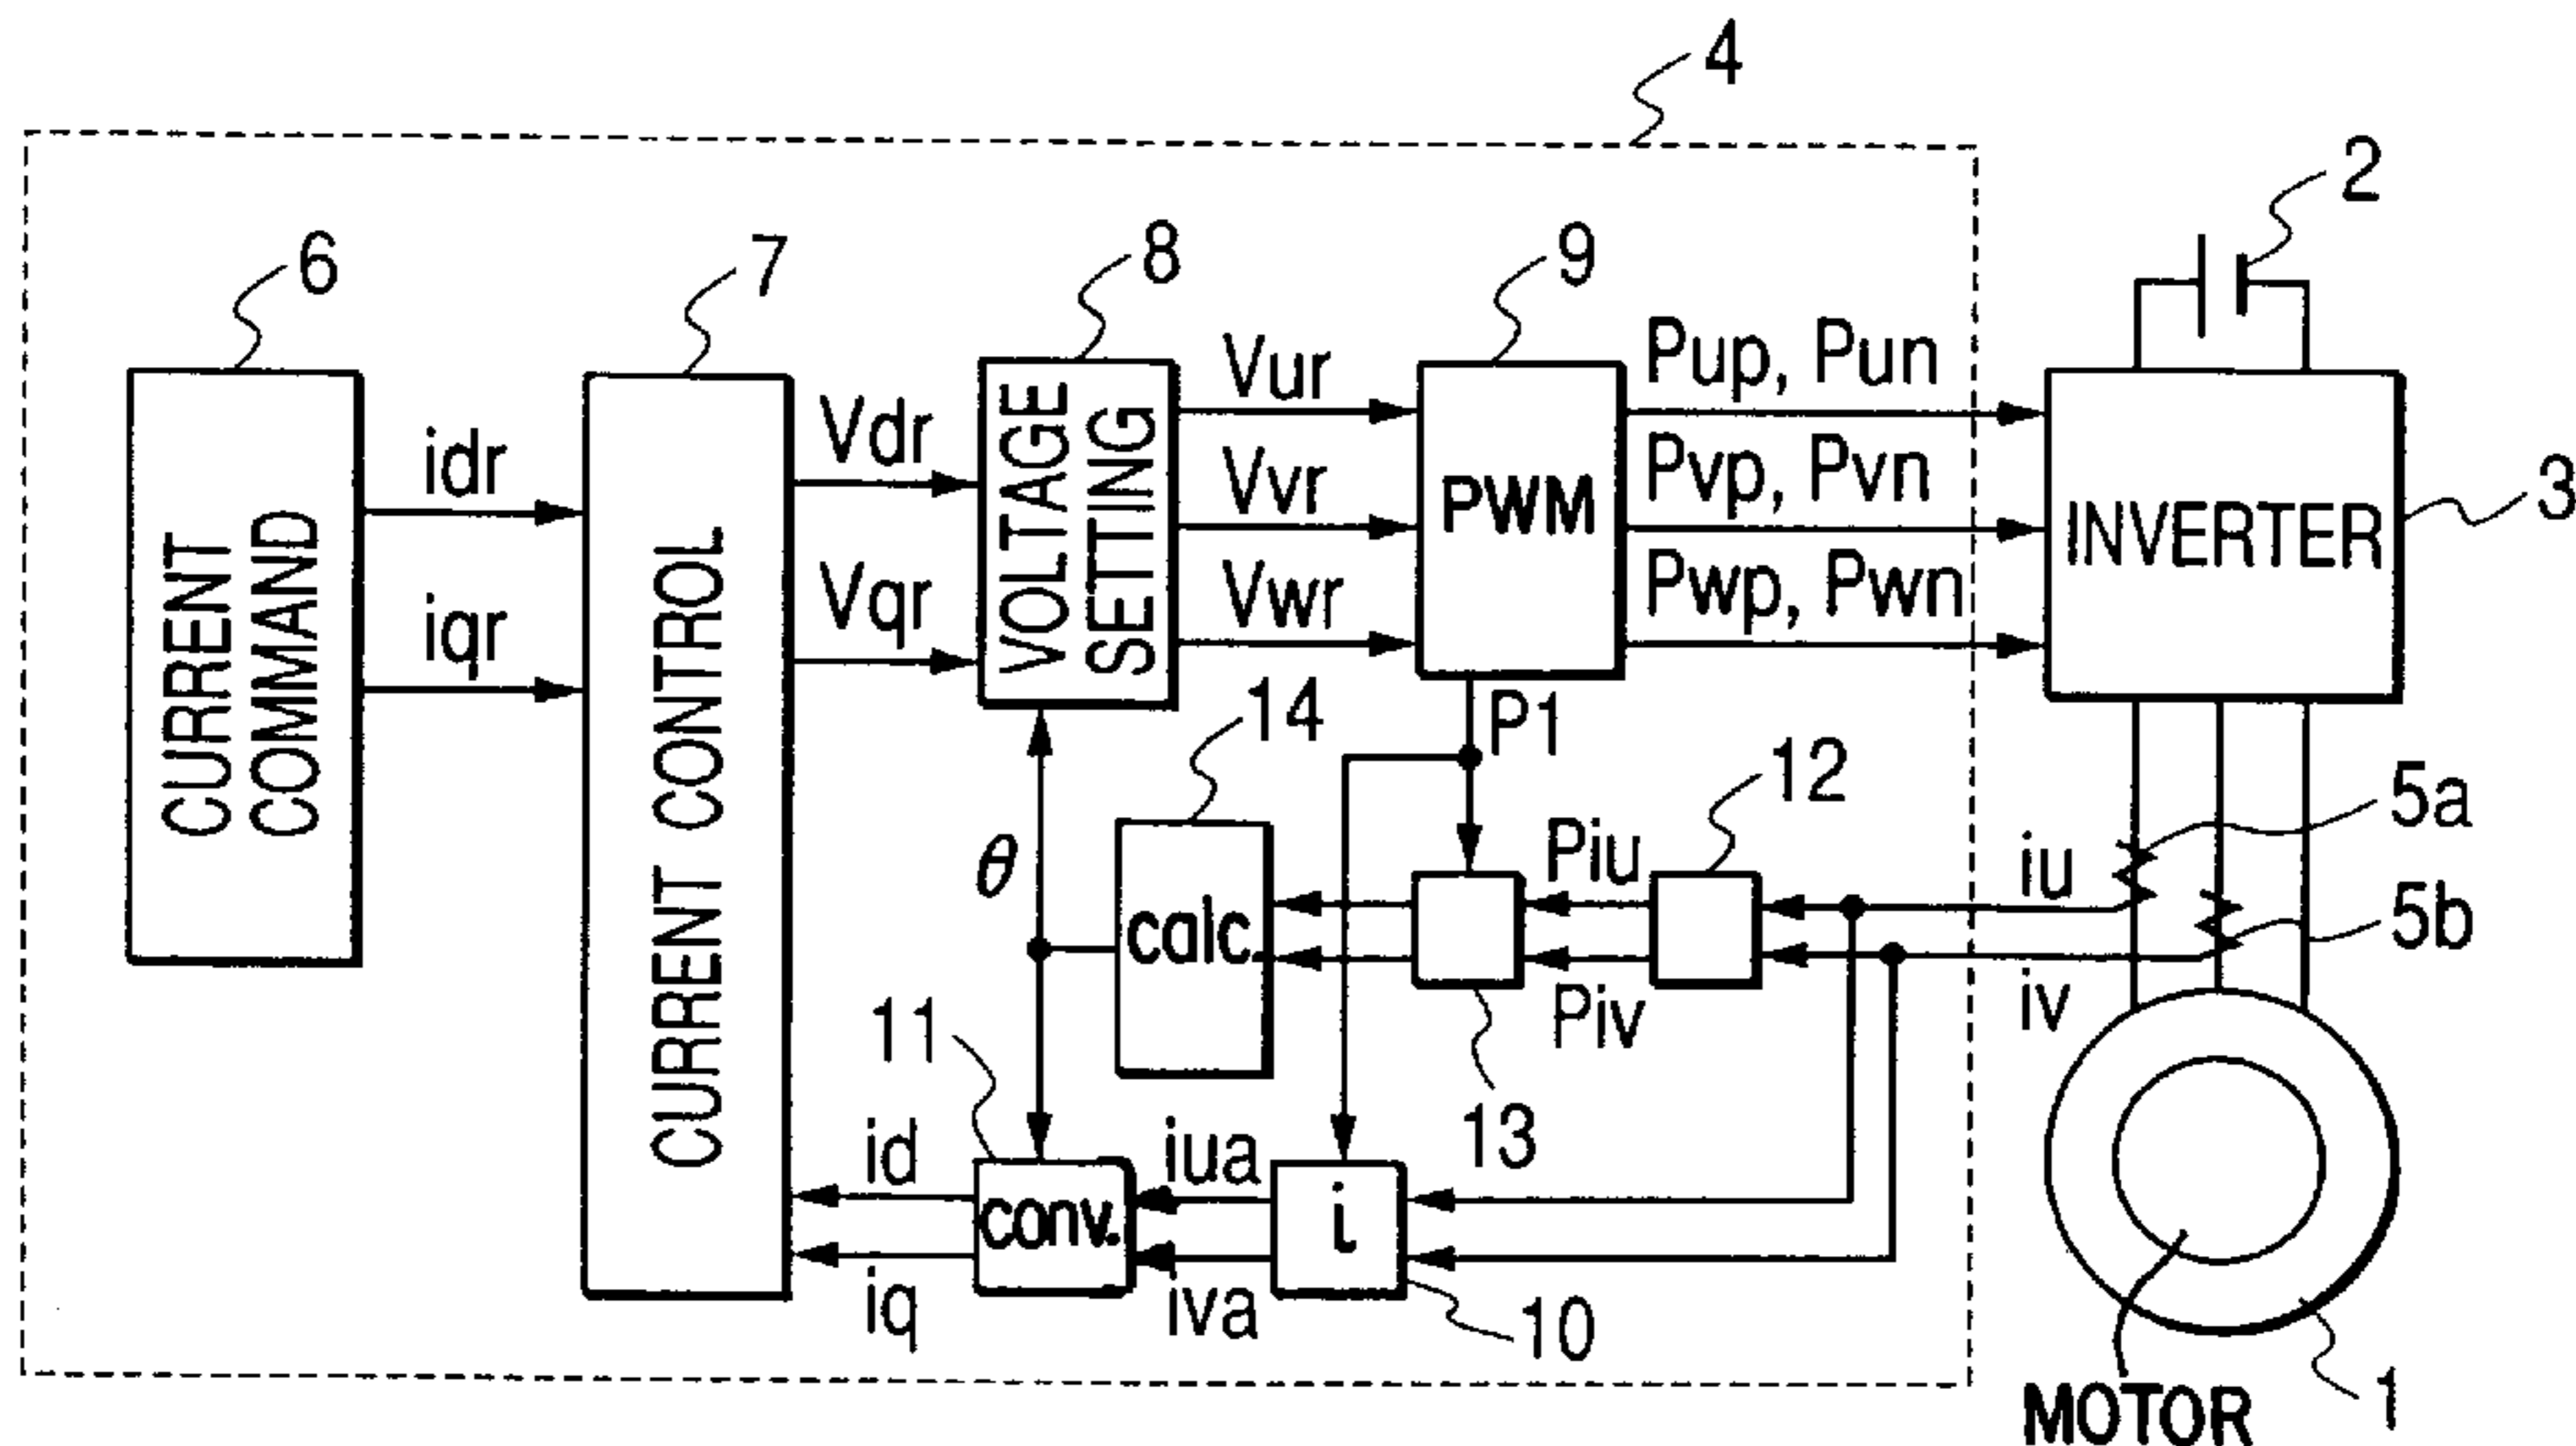 4
2
6
7
8
9
3
CURRENT
COMMAND
idr
iqr
CURRENT CONTROL
Vdr
Vqr
VOLTAGE
SETTING
Vur
Vvr
Vwr
PWM
Pup, Pun
Pvp, Pvn
Pwp, Pwn
INVERTER
P1
14
12
5a
5b
θ
calc
Piu
Piv
iu
iv
13
11
id
iq
conv.
iua
iva
i
10
1
MOTOR